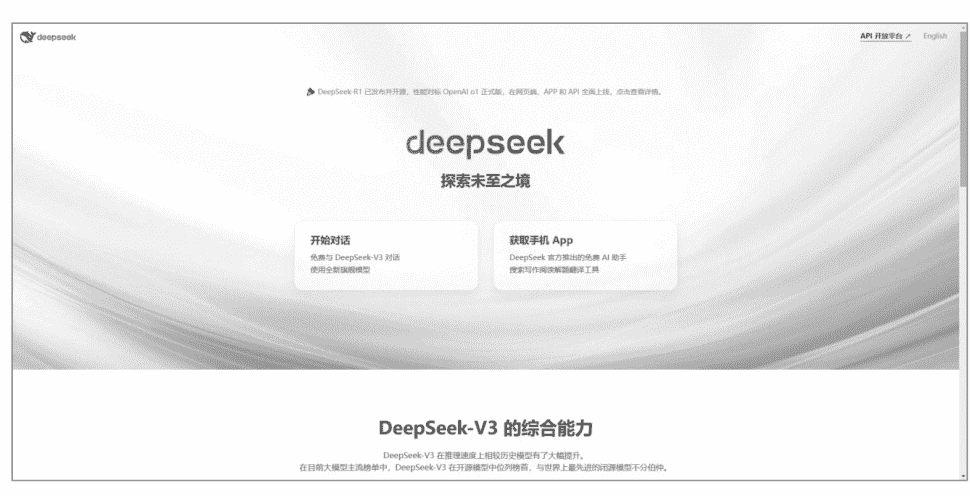 deepseek
API 开放平台 ↗ English
DeepSeek-R1 已发布并开源，性能对标 OpenAI o1 正式版，在网页端、APP 和 API 全面上线，点击查看详情。
deepseek
探索未至之境
开始对话
免费与 DeepSeek-V3 对话
使用全新旗舰模型
获取手机 App
DeepSeek 官方推出的免费 AI 助手
搜索写作阅读解题翻译工具
DeepSeek-V3 的综合能力
DeepSeek-V3 在推理速度上相较历史模型有了大幅提升。
在目前大模型主流榜单中，DeepSeek-V3 在开源模型中位列榜首，与世界上最先进的闭源模型不分伯仲。